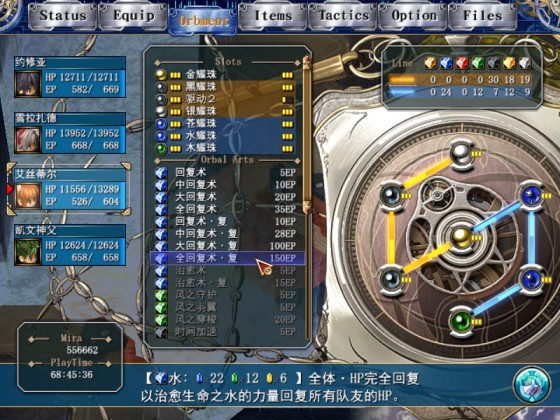 Status Equip Orbment Items Tactics Option Files
约修亚
HP 12711/12711
EP 582/ 669
雪拉扎德
HP 13952/13952
EP 668/ 668
艾丝蒂尔
HP 11556/13289
EP 526/ 604
凯文神父
HP 12624/12624
EP 658/ 658
Mira
556662
PlayTime
68:45:36
Slots
金耀珠
黑耀珠
驱动2
银耀珠
苍耀珠
水耀珠
木耀珠
Orbal Arts
回复术 5EP
中回复术 10EP
大回复术 20EP
全回复术 35EP
回复术·复 10EP
中回复术·复 28EP
大回复术·复 100EP
全回复术·复 150EP
治愈术 5EP
治愈术·复 15EP
风之守护 5EP
风之羽翼 5EP
风之穿梭 20EP
时间加速 5EP
Line
0 0 0 0 30 18 19
0 24 0 12 7 12 9
【水: 22 12 6 】全体·HP完全回复
以治愈生命之水的力量回复所有队友的HP。